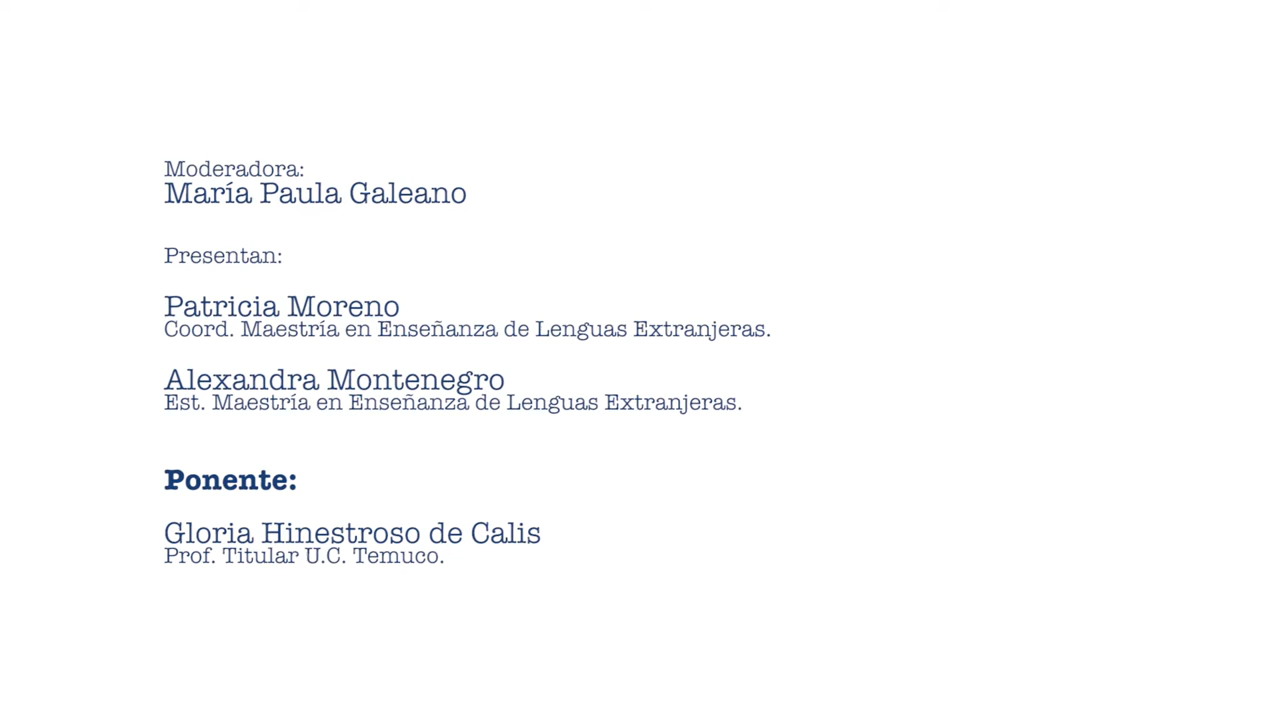 Moderadora:
María Paula Galeano
Presentan:
Patricia Moreno
Coord. Maestría en Enseñanza de Lenguas Extranjeras.
Alexandra Montenegro
Est. Maestría en Enseñanza de Lenguas Extranjeras.
Ponente:
Gloria Hinestroso de Calis
Prof. Titular U.C. Temuco.